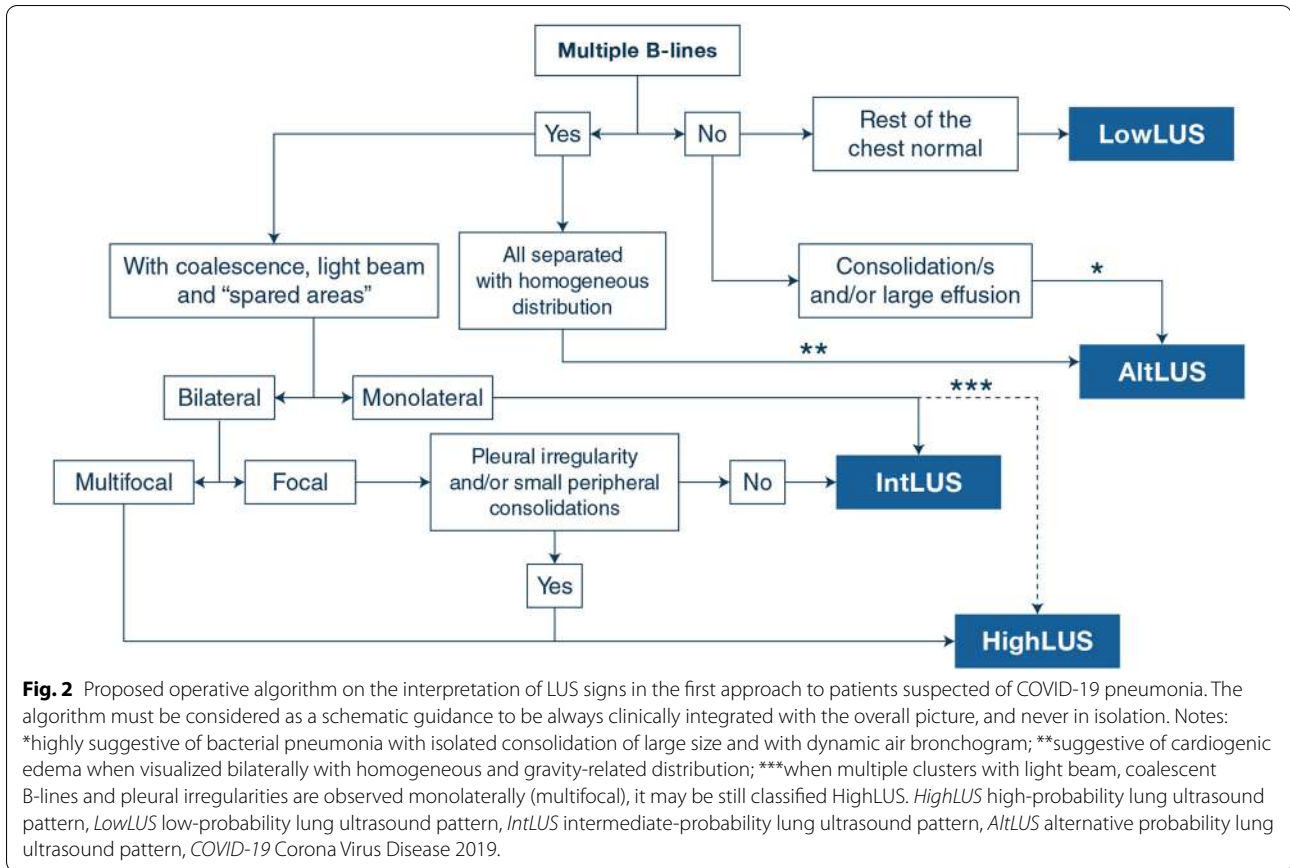 Multiple B-lines
Yes
No
Rest of the
chest normal
LowLUS
With coalescence, light beam
and “spared areas”
All separated
with homogeneous
distribution
Consolidation/s
and/or large effusion
*
**
AltLUS
Bilateral
Monolateral
***
Multifocal
Focal
Pleural irregularity
and/or small peripheral
consolidations
No
IntLUS
Yes
HighLUS
Fig. 2 Proposed operative algorithm on the interpretation of LUS signs in the first approach to patients suspected of COVID-19 pneumonia. The
algorithm must be considered as a schematic guidance to be always clinically integrated with the overall picture, and never in isolation. Notes:
*highly suggestive of bacterial pneumonia with isolated consolidation of large size and with dynamic air bronchogram; **suggestive of cardiogenic
edema when visualized bilaterally with homogeneous and gravity-related distribution; ***when multiple clusters with light beam, coalescent
B-lines and pleural irregularities are observed monolaterally (multifocal), it may be still classified HighLUS. HighLUS high-probability lung ultrasound
pattern, LowLUS low-probability lung ultrasound pattern, IntLUS intermediate-probability lung ultrasound pattern, AltLUS alternative probability lung
ultrasound pattern, COVID-19 Corona Virus Disease 2019.